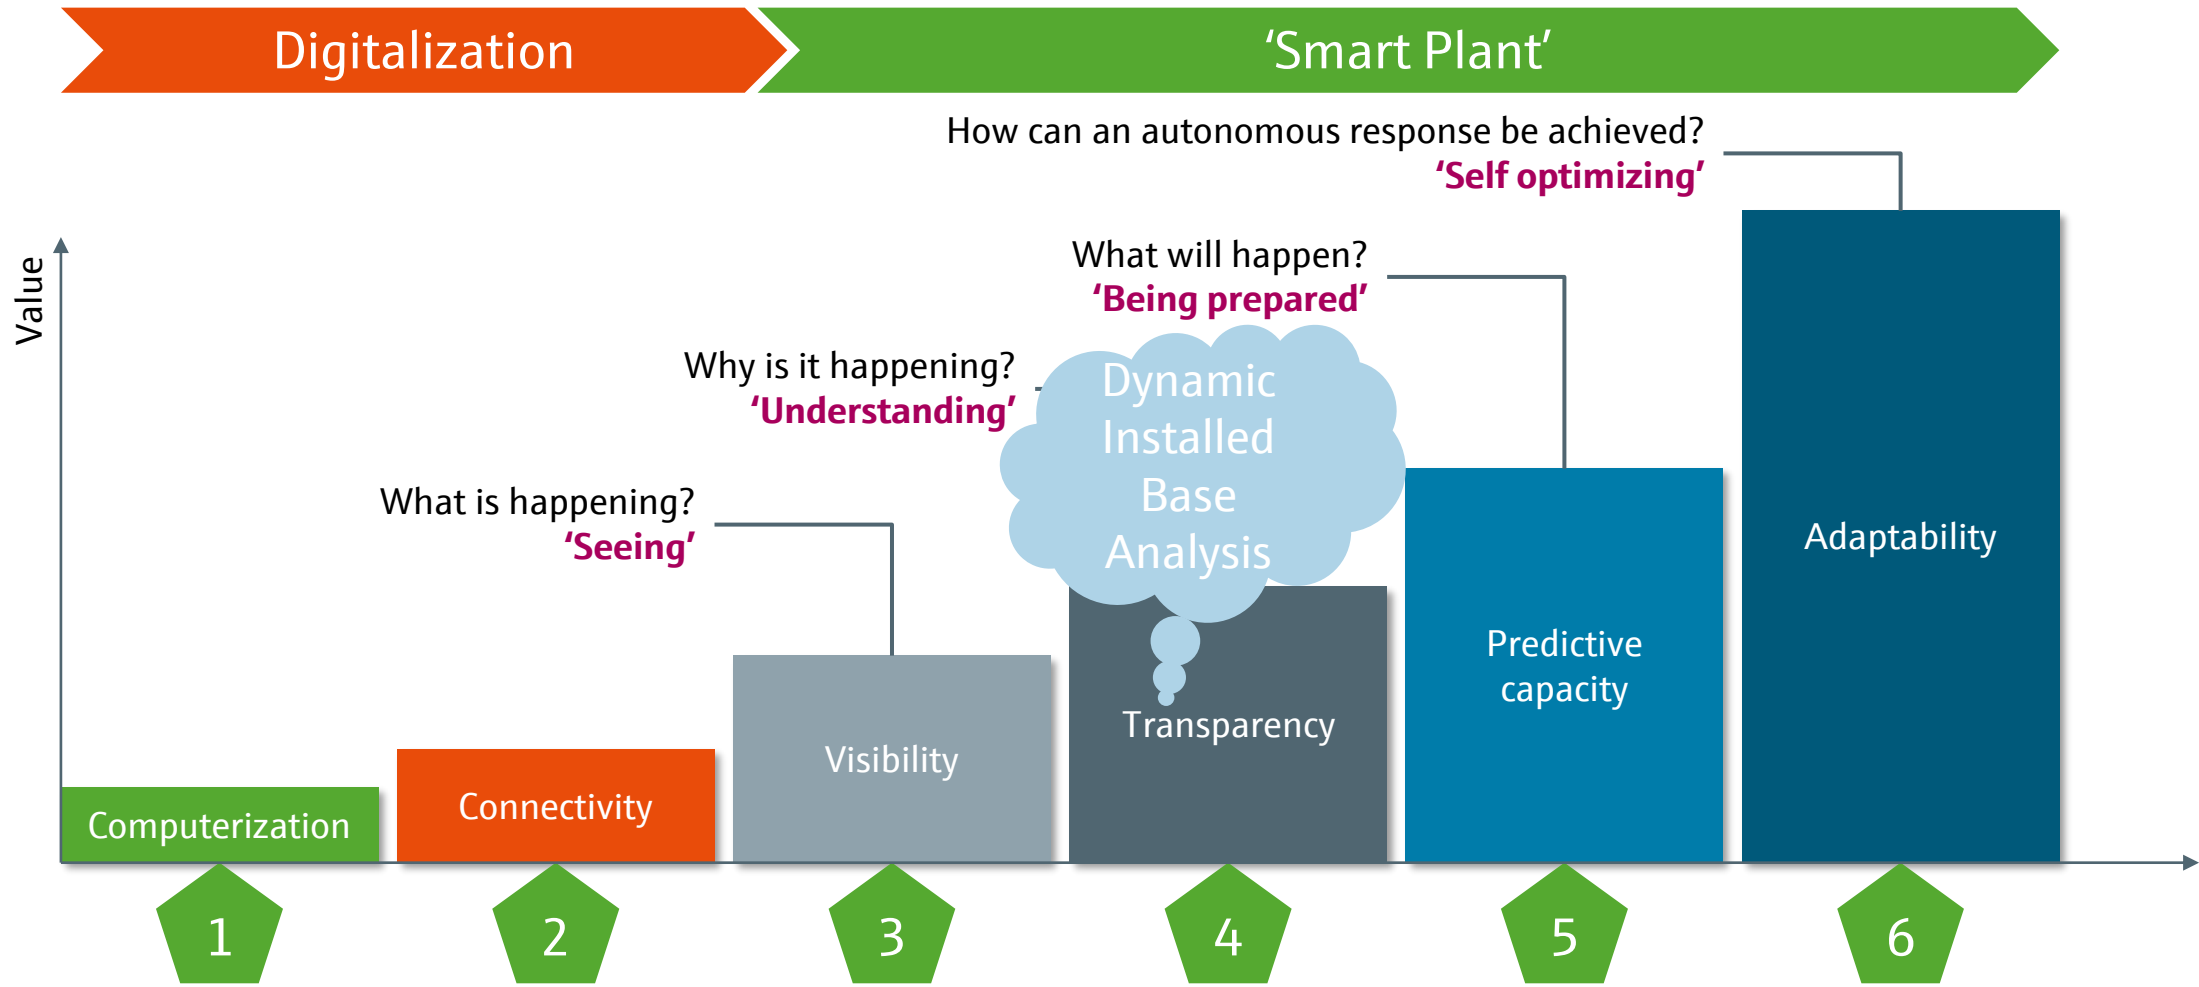 Digitalization
‘Smart Plant’
How can an autonomous response be achieved?
‘Self optimizing’
What will happen?
‘Being prepared’
Why is it happening?
‘Understanding’
What is happening?
‘Seeing’
Value
Dynamic
Installed
Base
Analysis
Computerization
Connectivity
Visibility
Transparency
Predictive
capacity
Adaptability
1
2
3
4
5
6